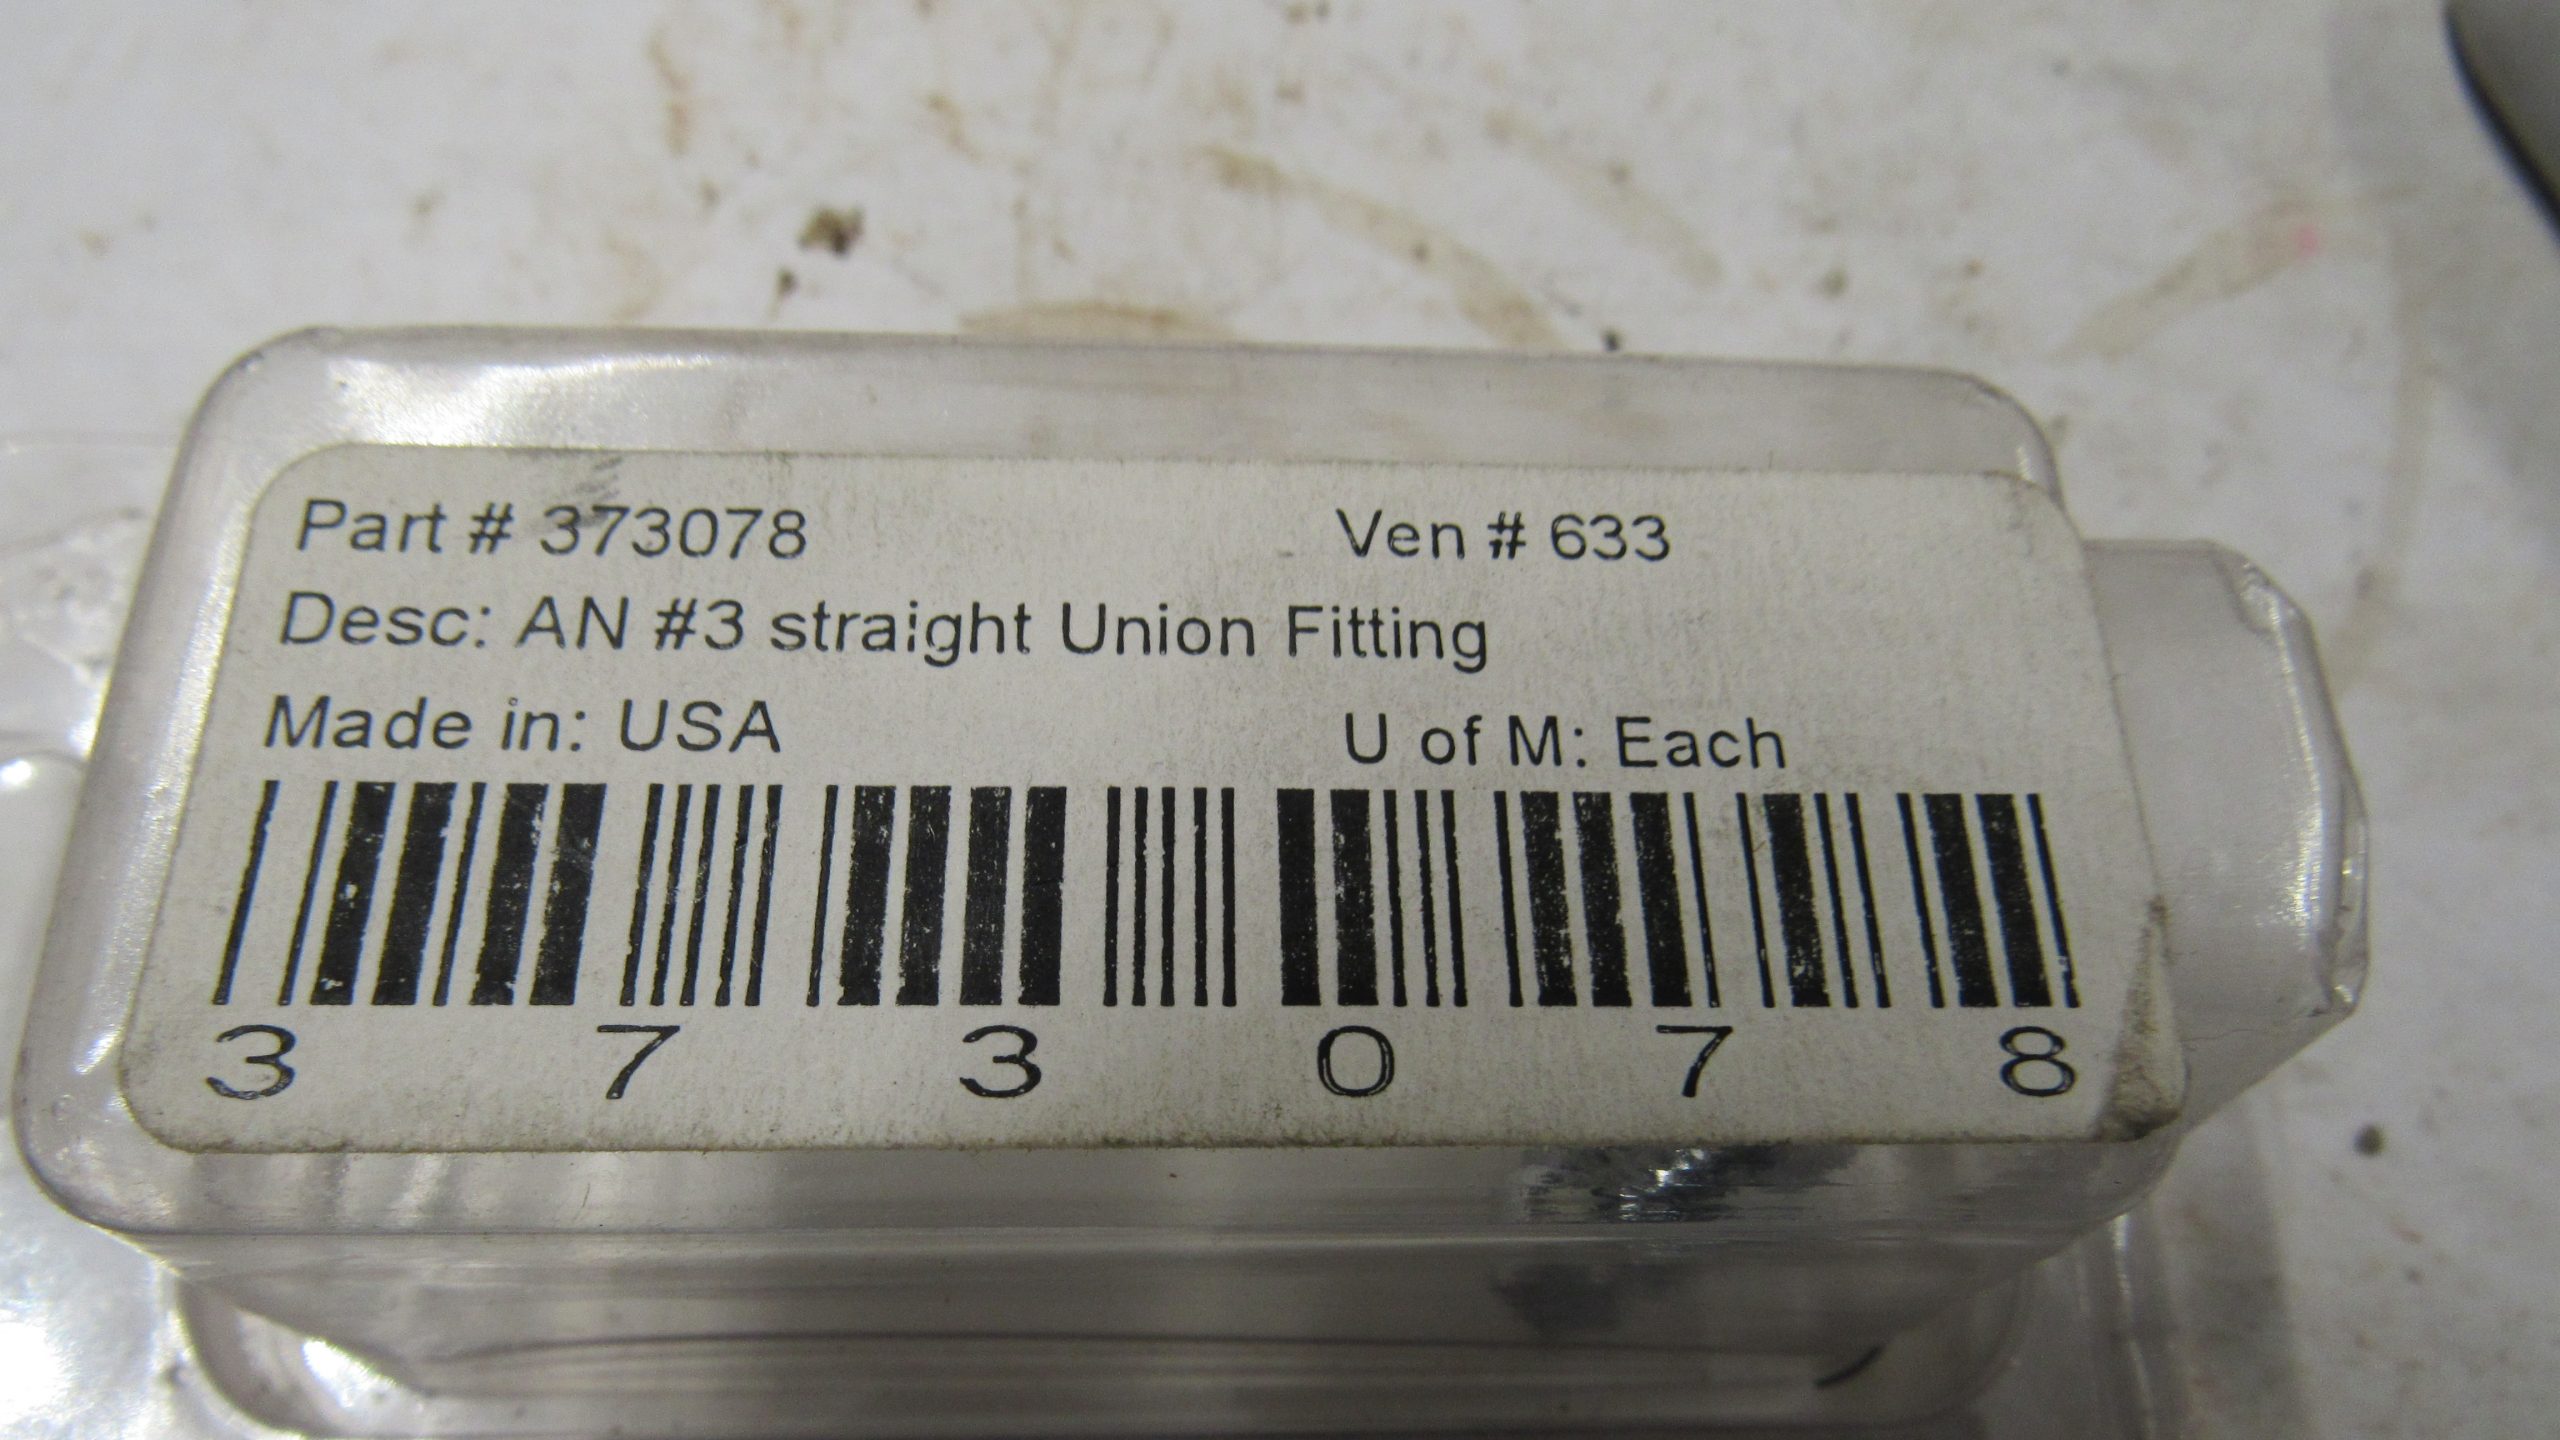 Part # 373078 Ven # 633
Desc: AN #3 straight Union Fitting
Made in: USA U of M: Each
3 7 3 0 7 8